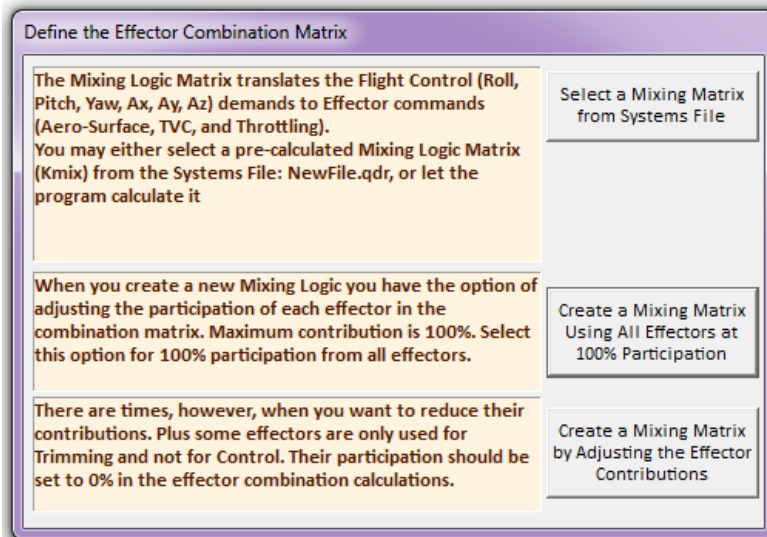 Define the Effector Combination Matrix
The Mixing Logic Matrix translates the Flight Control (Roll,
Pitch, Yaw, Ax, Ay, Az) demands to Effector commands
(Aero-Surface, TVC, and Throttling).
You may either select a pre-calculated Mixing Logic Matrix
(Kmix) from the Systems File: NewFile.qdr, or let the
program calculate it
Select a Mixing Matrix
from Systems File
When you create a new Mixing Logic you have the option of
adjusting the participation of each effector in the
combination matrix. Maximum contribution is 100%. Select
this option for 100% participation from all effectors.
Create a Mixing Matrix
Using All Effectors at
100% Participation
There are times, however, when you want to reduce their
contributions. Plus some effectors are only used for
Trimming and not for Control. Their participation should be
set to 0% in the effector combination calculations.
Create a Mixing Matrix
by Adjusting the Effector
Contributions